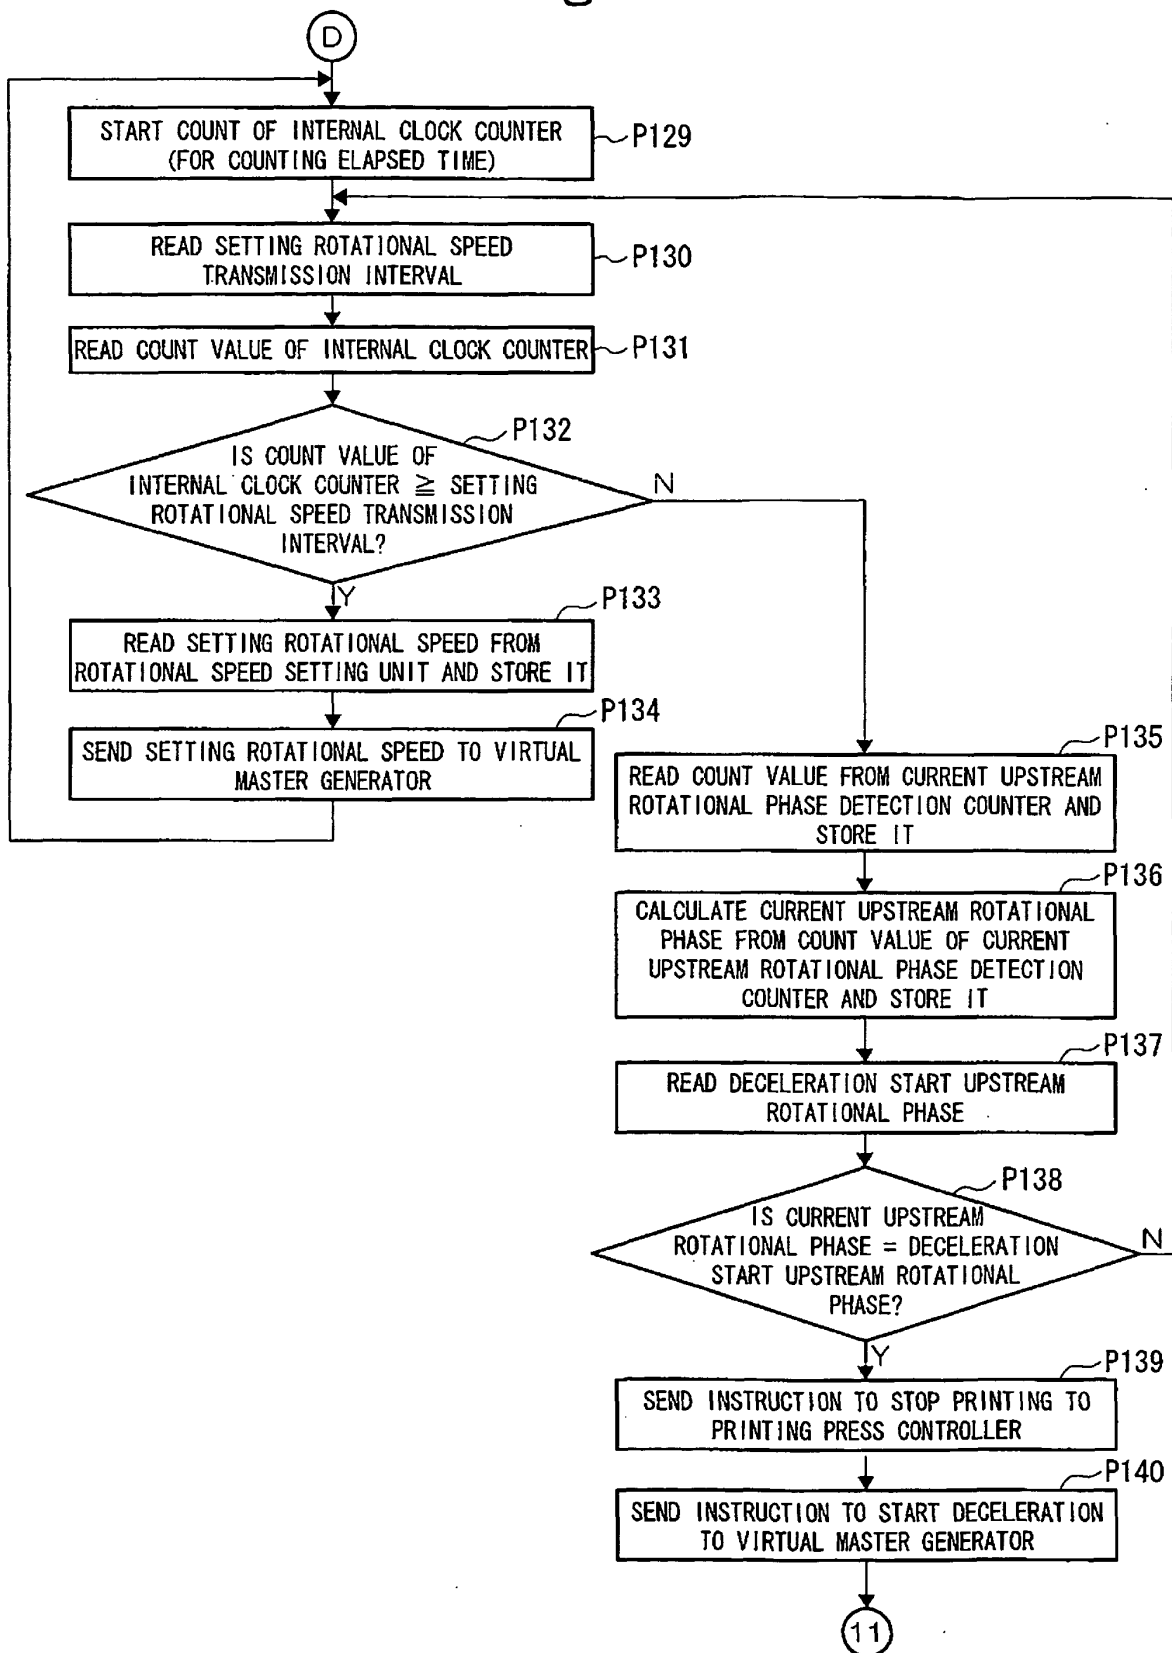 D
START COUNT OF INTERNAL CLOCK COUNTER
(FOR COUNTING ELAPSED TIME)
P129
READ SETTING ROTATIONAL SPEED
TRANSMISSION INTERVAL
P130
READ COUNT VALUE OF INTERNAL CLOCK COUNTER
P131
P132
IS COUNT VALUE OF
INTERNAL CLOCK COUNTER ≧ SETTING
ROTATIONAL SPEED TRANSMISSION
INTERVAL?
N
Y
P133
READ SETTING ROTATIONAL SPEED FROM
ROTATIONAL SPEED SETTING UNIT AND STORE IT
P134
SEND SETTING ROTATIONAL SPEED TO VIRTUAL
MASTER GENERATOR
P135
READ COUNT VALUE FROM CURRENT UPSTREAM
ROTATIONAL PHASE DETECTION COUNTER AND
STORE IT
P136
CALCULATE CURRENT UPSTREAM ROTATIONAL
PHASE FROM COUNT VALUE OF CURRENT
UPSTREAM ROTATIONAL PHASE DETECTION
COUNTER AND STORE IT
P137
READ DECELERATION START UPSTREAM
ROTATIONAL PHASE
P138
IS CURRENT UPSTREAM
ROTATIONAL PHASE = DECELERATION
START UPSTREAM ROTATIONAL
PHASE?
N
Y
P139
SEND INSTRUCTION TO STOP PRINTING TO
PRINTING PRESS CONTROLLER
P140
SEND INSTRUCTION TO START DECELERATION
TO VIRTUAL MASTER GENERATOR
11